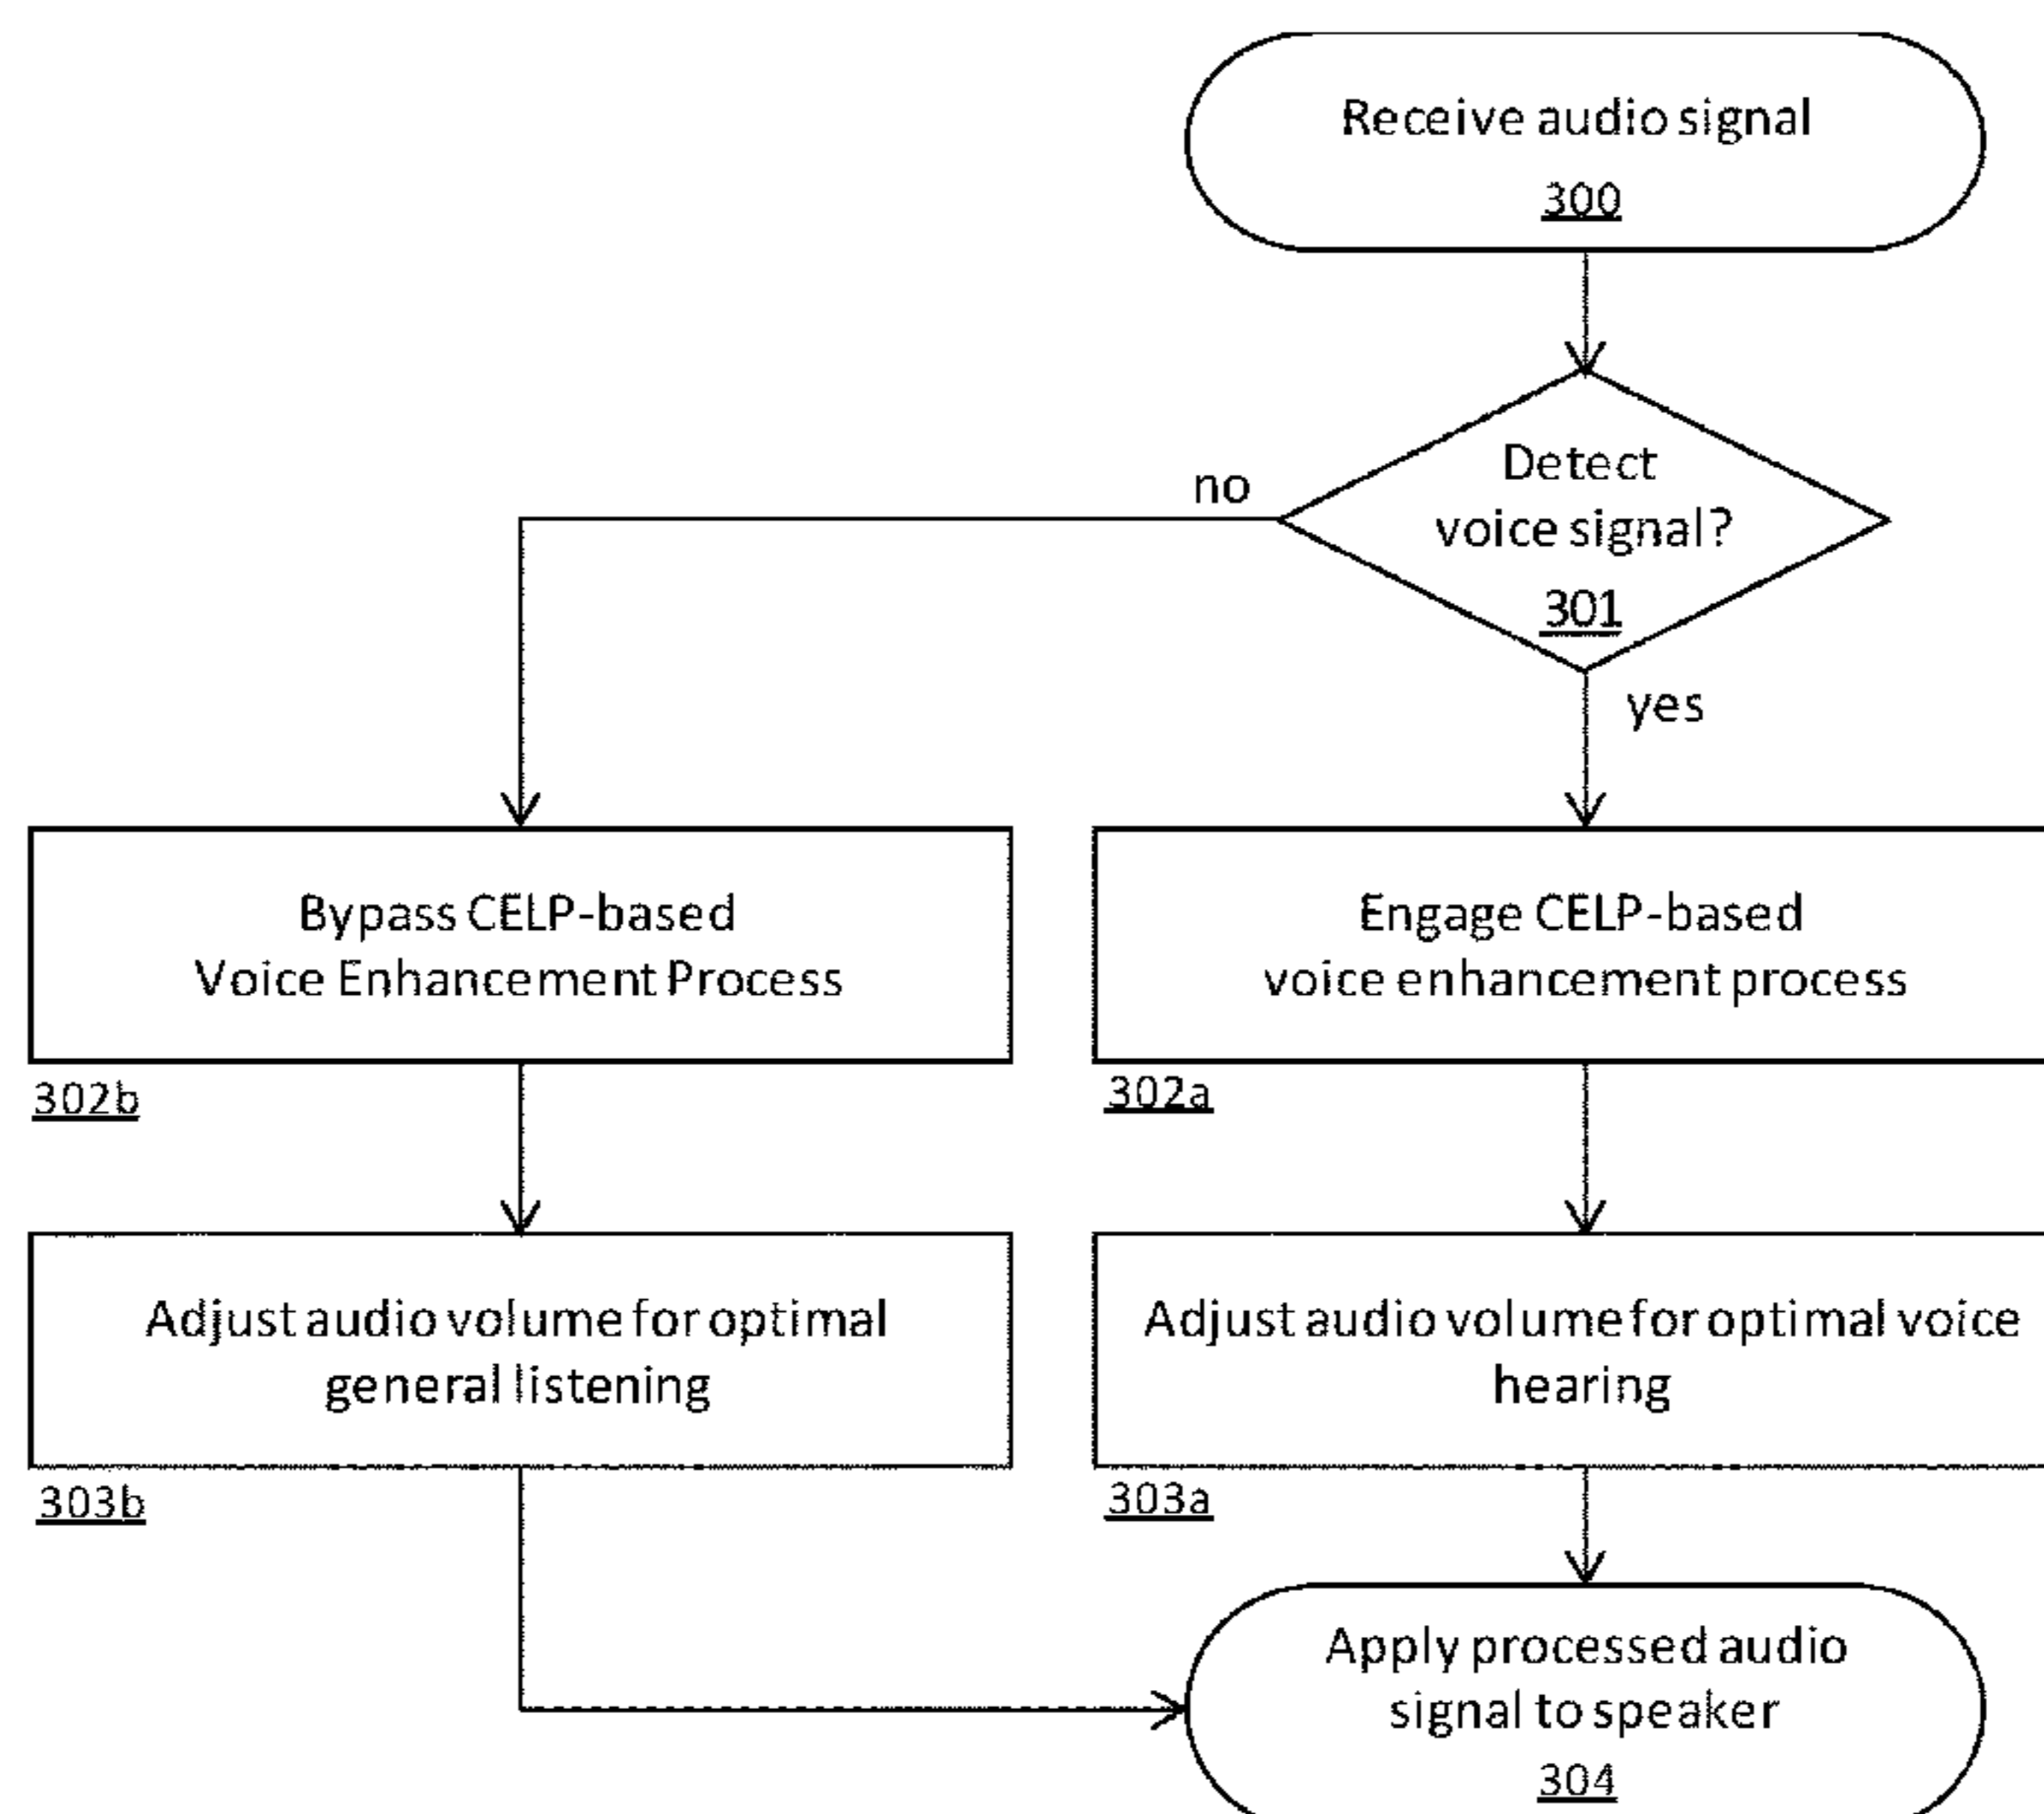 Receive audio signal
300
Detect
voice signal?
301
no
yes
Bypass CELP-based
Voice Enhancement Process
302b
Engage CELP-based
voice enhancement process
302a
Adjust audio volume for optimal
general listening
303b
Adjust audio volume for optimal voice
hearing
303a
Apply processed audio
signal to speaker
304